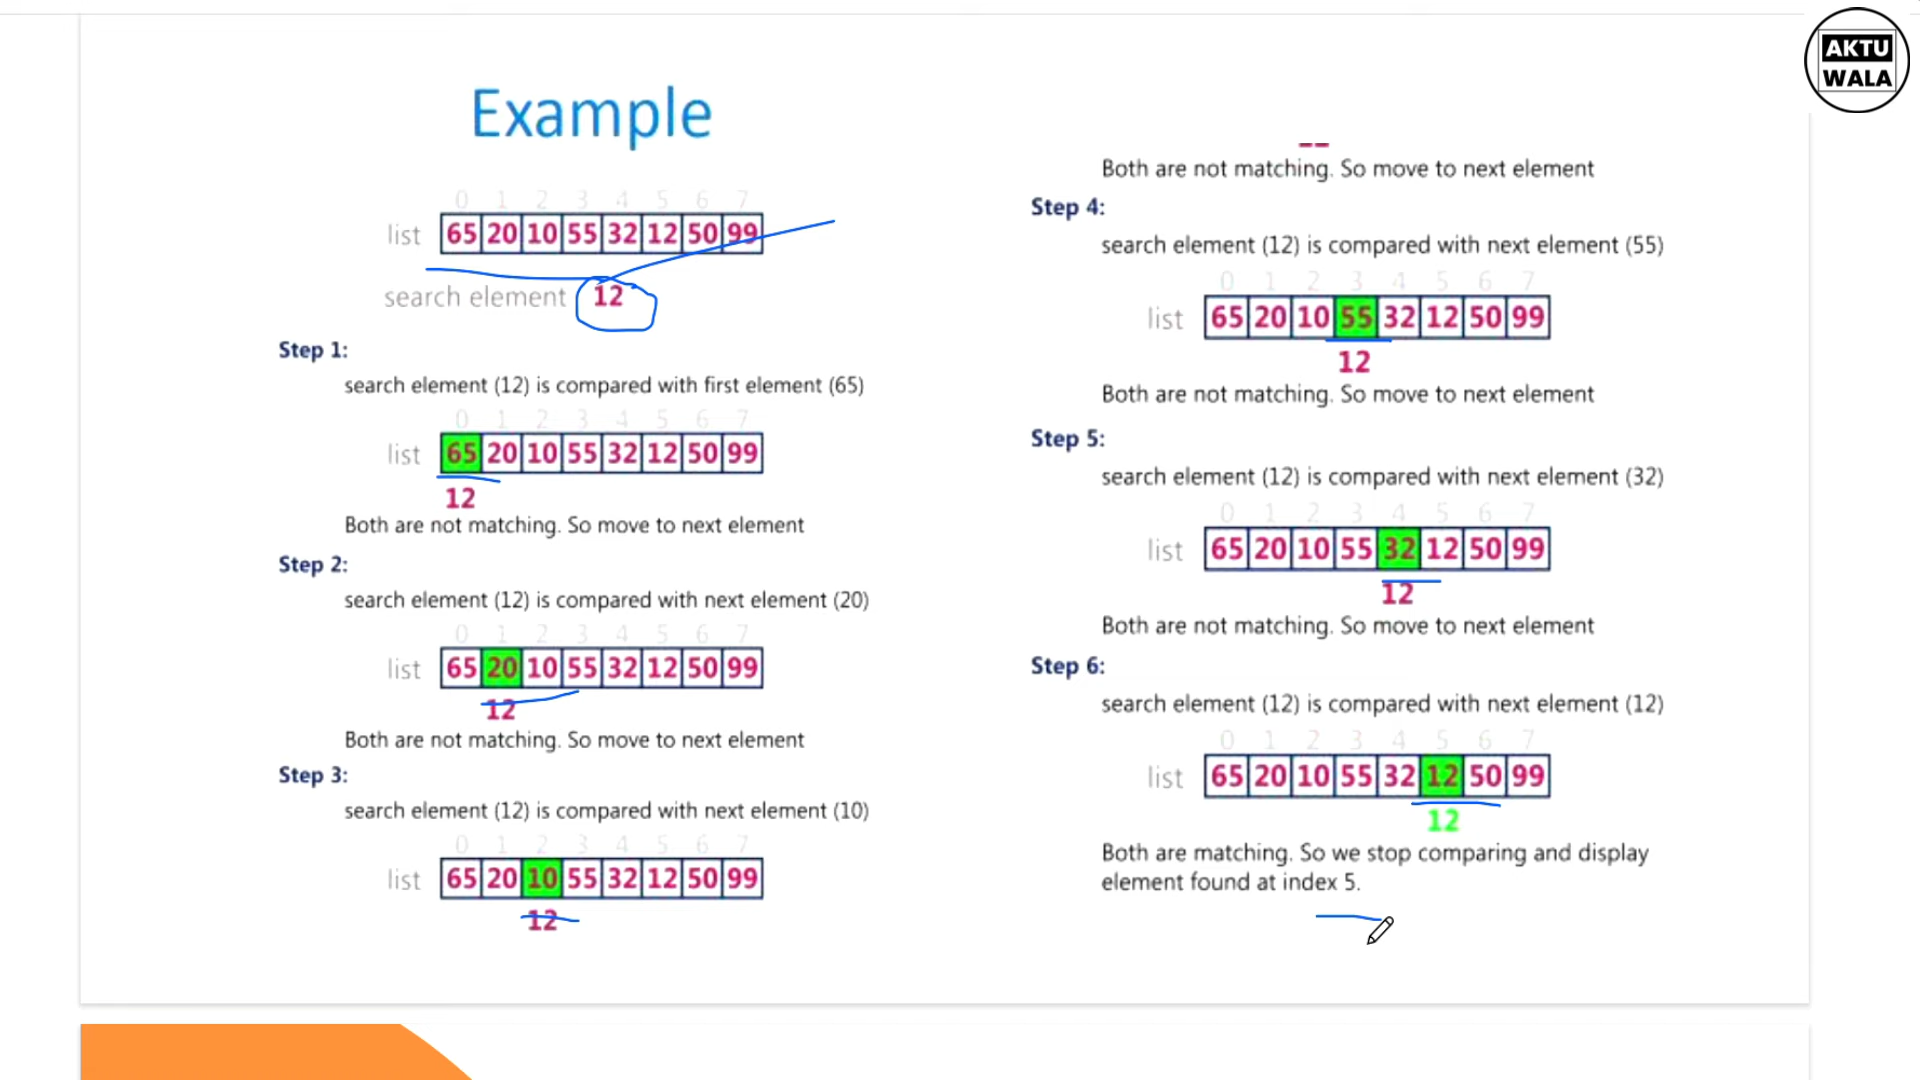 AKTU
WALA
Example
0 1 2 3 4 5 6 7
list 65 20 10 55 32 12 50 99
search element 12
Step 1:
search element (12) is compared with first element (65)
0 1 2 3 4 5 6 7
list 65 20 10 55 32 12 50 99
12
Both are not matching. So move to next element
Step 2:
search element (12) is compared with next element (20)
0 1 2 3 4 5 6 7
list 65 20 10 55 32 12 50 99
12
Both are not matching. So move to next element
Step 3:
search element (12) is compared with next element (10)
0 1 2 3 4 5 6 7
list 65 20 10 55 32 12 50 99
12
Both are not matching. So move to next element
Step 4:
search element (12) is compared with next element (55)
0 1 2 3 4 5 6 7
list 65 20 10 55 32 12 50 99
12
Both are not matching. So move to next element
Step 5:
search element (12) is compared with next element (32)
0 1 2 3 4 5 6 7
list 65 20 10 55 32 12 50 99
12
Both are not matching. So move to next element
Step 6:
search element (12) is compared with next element (12)
0 1 2 3 4 5 6 7
list 65 20 10 55 32 12 50 99
12
Both are matching. So we stop comparing and display
element found at index 5.